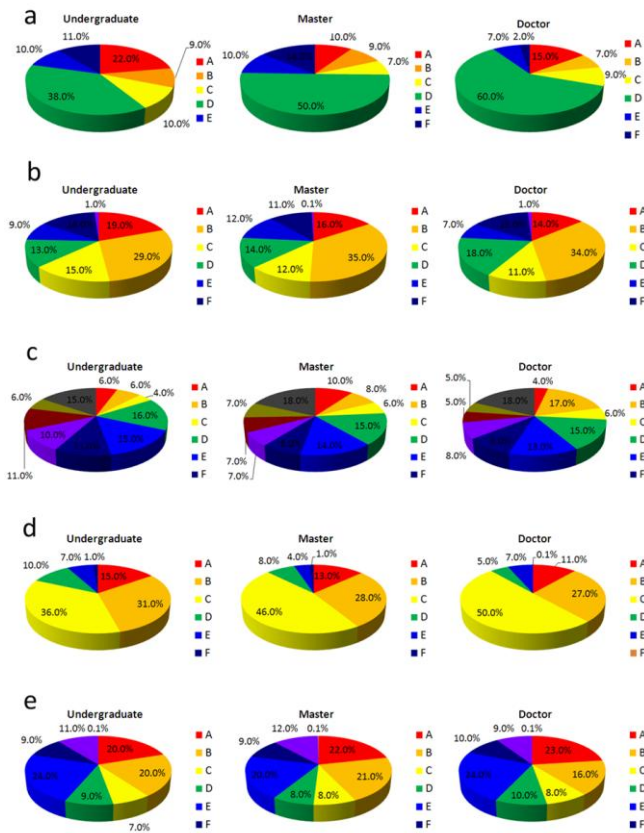 a
Undergraduate
Master
Doctor
11.0%
10.0%
22.0%
9.0%
38.0%
10.0%
A
B
C
D
E
10.0%
10.0%
9.0%
7.0%
50.0%
A
B
C
D
E
F
7.0%
2.0%
15.0%
7.0%
9.0%
60.0%
A
B
C
D
E
F
b
Undergraduate
Master
Doctor
1.0%
9.0%
19.0%
13.0%
29.0%
15.0%
A
B
C
D
E
F
11.0%
0.1%
12.0%
16.0%
14.0%
35.0%
12.0%
A
B
C
D
E
F
1.0%
7.0%
14.0%
18.0%
34.0%
11.0%
A
B
C
D
E
F
c
Undergraduate
Master
Doctor
15.0%
6.0%
6.0%
6.0%
4.0%
16.0%
10.0%
11.0%
A
B
C
D
E
F
18.0%
10.0%
8.0%
7.0%
6.0%
15.0%
7.0%
7.0%
A
B
C
D
E
F
5.0%
18.0%
4.0%
17.0%
5.0%
6.0%
15.0%
8.0%
A
B
C
D
E
F
d
Undergraduate
Master
Doctor
7.0%
1.0%
10.0%
15.0%
36.0%
31.0%
A
B
C
D
E
F
4.0%
1.0%
8.0%
13.0%
46.0%
28.0%
A
B
C
D
E
F
0.1%
5.0%
7.0%
11.0%
50.0%
27.0%
A
B
C
D
E
F
e
Undergraduate
Master
Doctor
11.0%
0.1%
9.0%
20.0%
20.0%
9.0%
7.0%
A
B
C
D
E
F
12.0%
0.1%
9.0%
22.0%
21.0%
8.0%
8.0%
A
B
C
D
E
F
9.0%
0.1%
10.0%
23.0%
16.0%
10.0%
8.0%
A
B
C
D
E
F